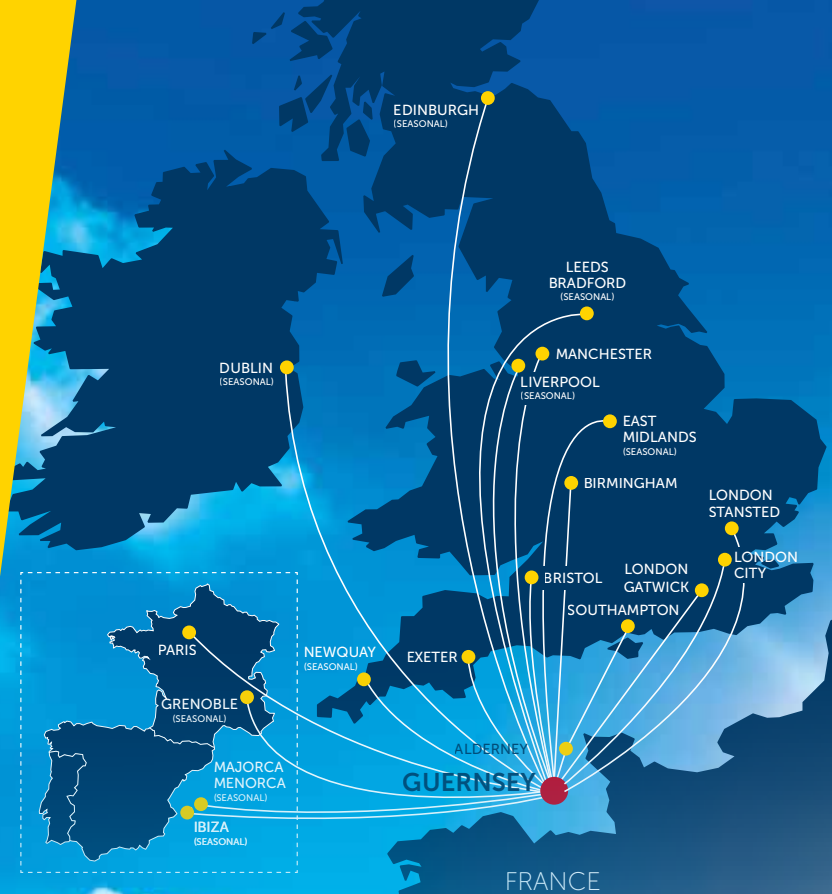 EDINBURGH
(SEASONAL)
LEEDS
BRADFORD
(SEASONAL)
MANCHESTER
DUBLIN
(SEASONAL)
LIVERPOOL
(SEASONAL)
EAST
MIDLANDS
(SEASONAL)
BIRMINGHAM
LONDON
STANSTED
LONDON
CITY
LONDON
GATWICK
BRISTOL
SOUTHAMPTON
NEWQUAY
(SEASONAL)
EXETER
PARIS
GRENOBLE
(SEASONAL)
ALDERNEY
GUERNSEY
MAJORCA
MENORCA
(SEASONAL)
IBIZA
(SEASONAL)
FRANCE